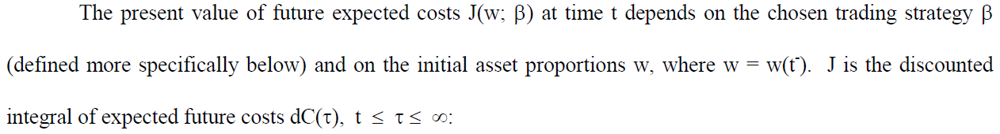 The present value of future expected costs J(w; β) at time t depends on the chosen trading strategy β
(defined more specifically below) and on the initial asset proportions w, where w = w(t⁻). J is the discounted
integral of expected future costs dC(τ), t ≤ τ ≤ ∞: